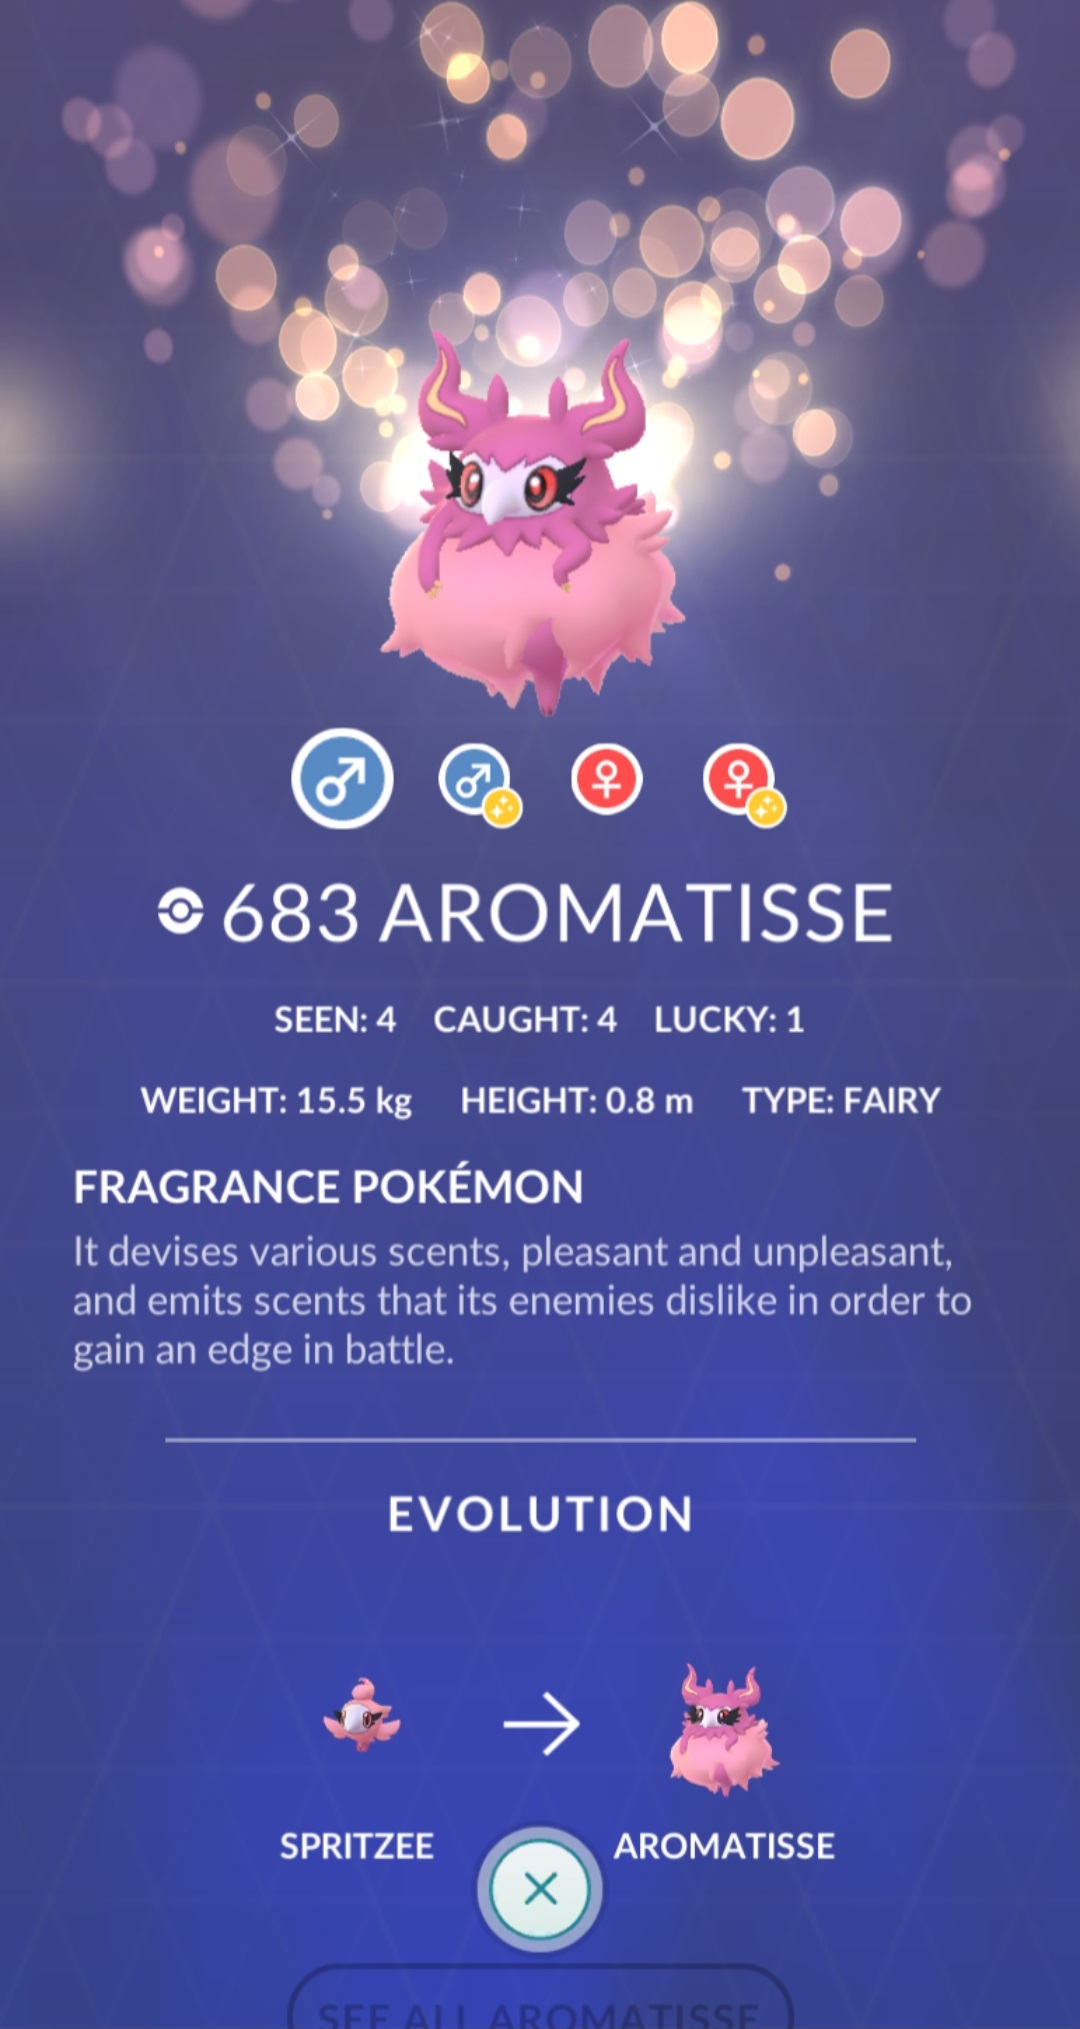 683 AROMATISSE
SEEN: 4 CAUGHT: 4 LUCKY: 1
WEIGHT: 15.5 kg HEIGHT: 0.8 m TYPE: FAIRY
FRAGRANCE POKÉMON
It devises various scents, pleasant and unpleasant,
and emits scents that its enemies dislike in order to
gain an edge in battle.
EVOLUTION
SPRITZEE AROMATISSE
SEE ALL AROMATISSE